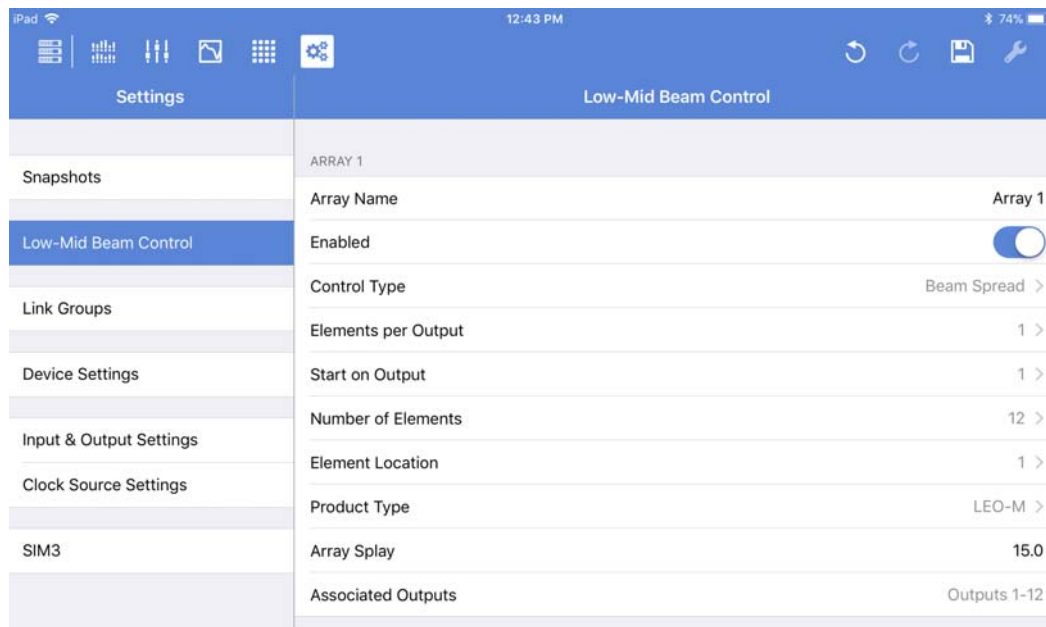 iPad 12:43 PM 74%
Settings
Low-Mid Beam Control
Snapshots
Low-Mid Beam Control
Link Groups
Device Settings
Input & Output Settings
Clock Source Settings
SIM3
ARRAY 1
Array Name Array 1
Enabled
Control Type Beam Spread >
Elements per Output 1 >
Start on Output 1 >
Number of Elements 12 >
Element Location 1 >
Product Type LEO-M >
Array Splay 15.0
Associated Outputs Outputs 1-12